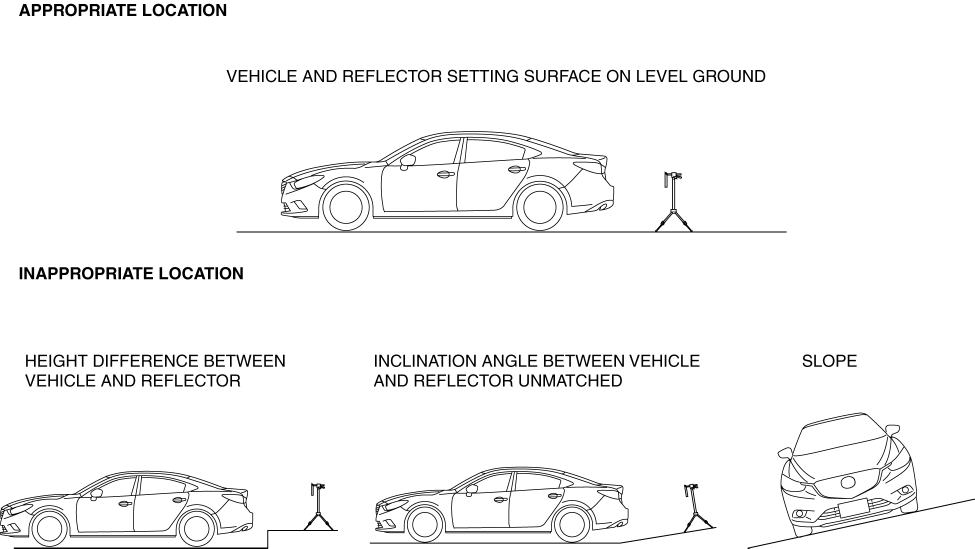 APPROPRIATE LOCATION
VEHICLE AND REFLECTOR SETTING SURFACE ON LEVEL GROUND
INAPPROPRIATE LOCATION
HEIGHT DIFFERENCE BETWEEN
VEHICLE AND REFLECTOR
INCLINATION ANGLE BETWEEN VEHICLE
AND REFLECTOR UNMATCHED
SLOPE